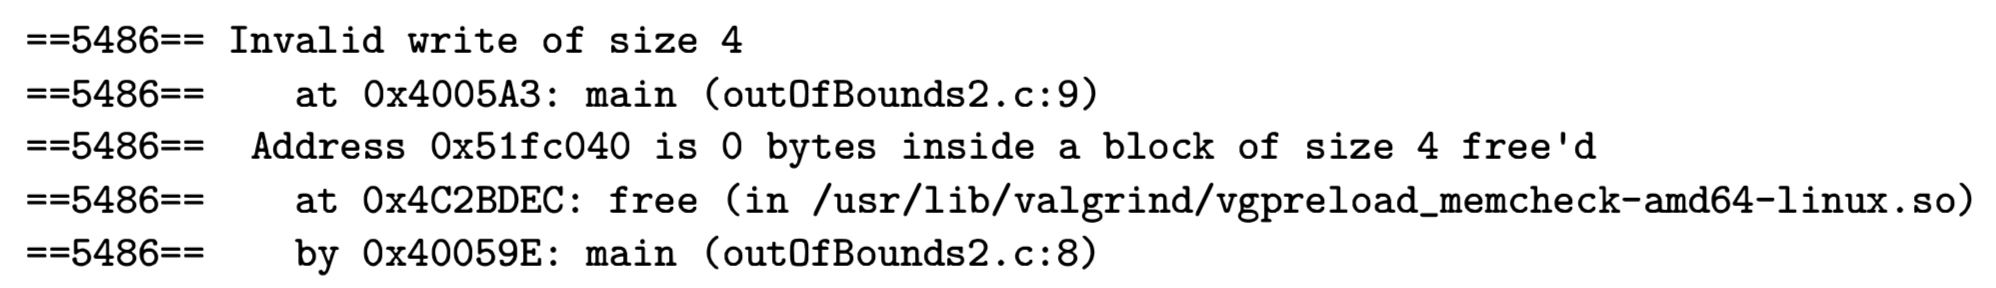 ==5486== Invalid write of size 4
==5486==    at 0x4005A3: main (outOfBounds2.c:9)
==5486==  Address 0x51fc040 is 0 bytes inside a block of size 4 free'd
==5486==    at 0x4C2BDEC: free (in /usr/lib/valgrind/vgpreload_memcheck-amd64-linux.so)
==5486==    by 0x40059E: main (outOfBounds2.c:8)